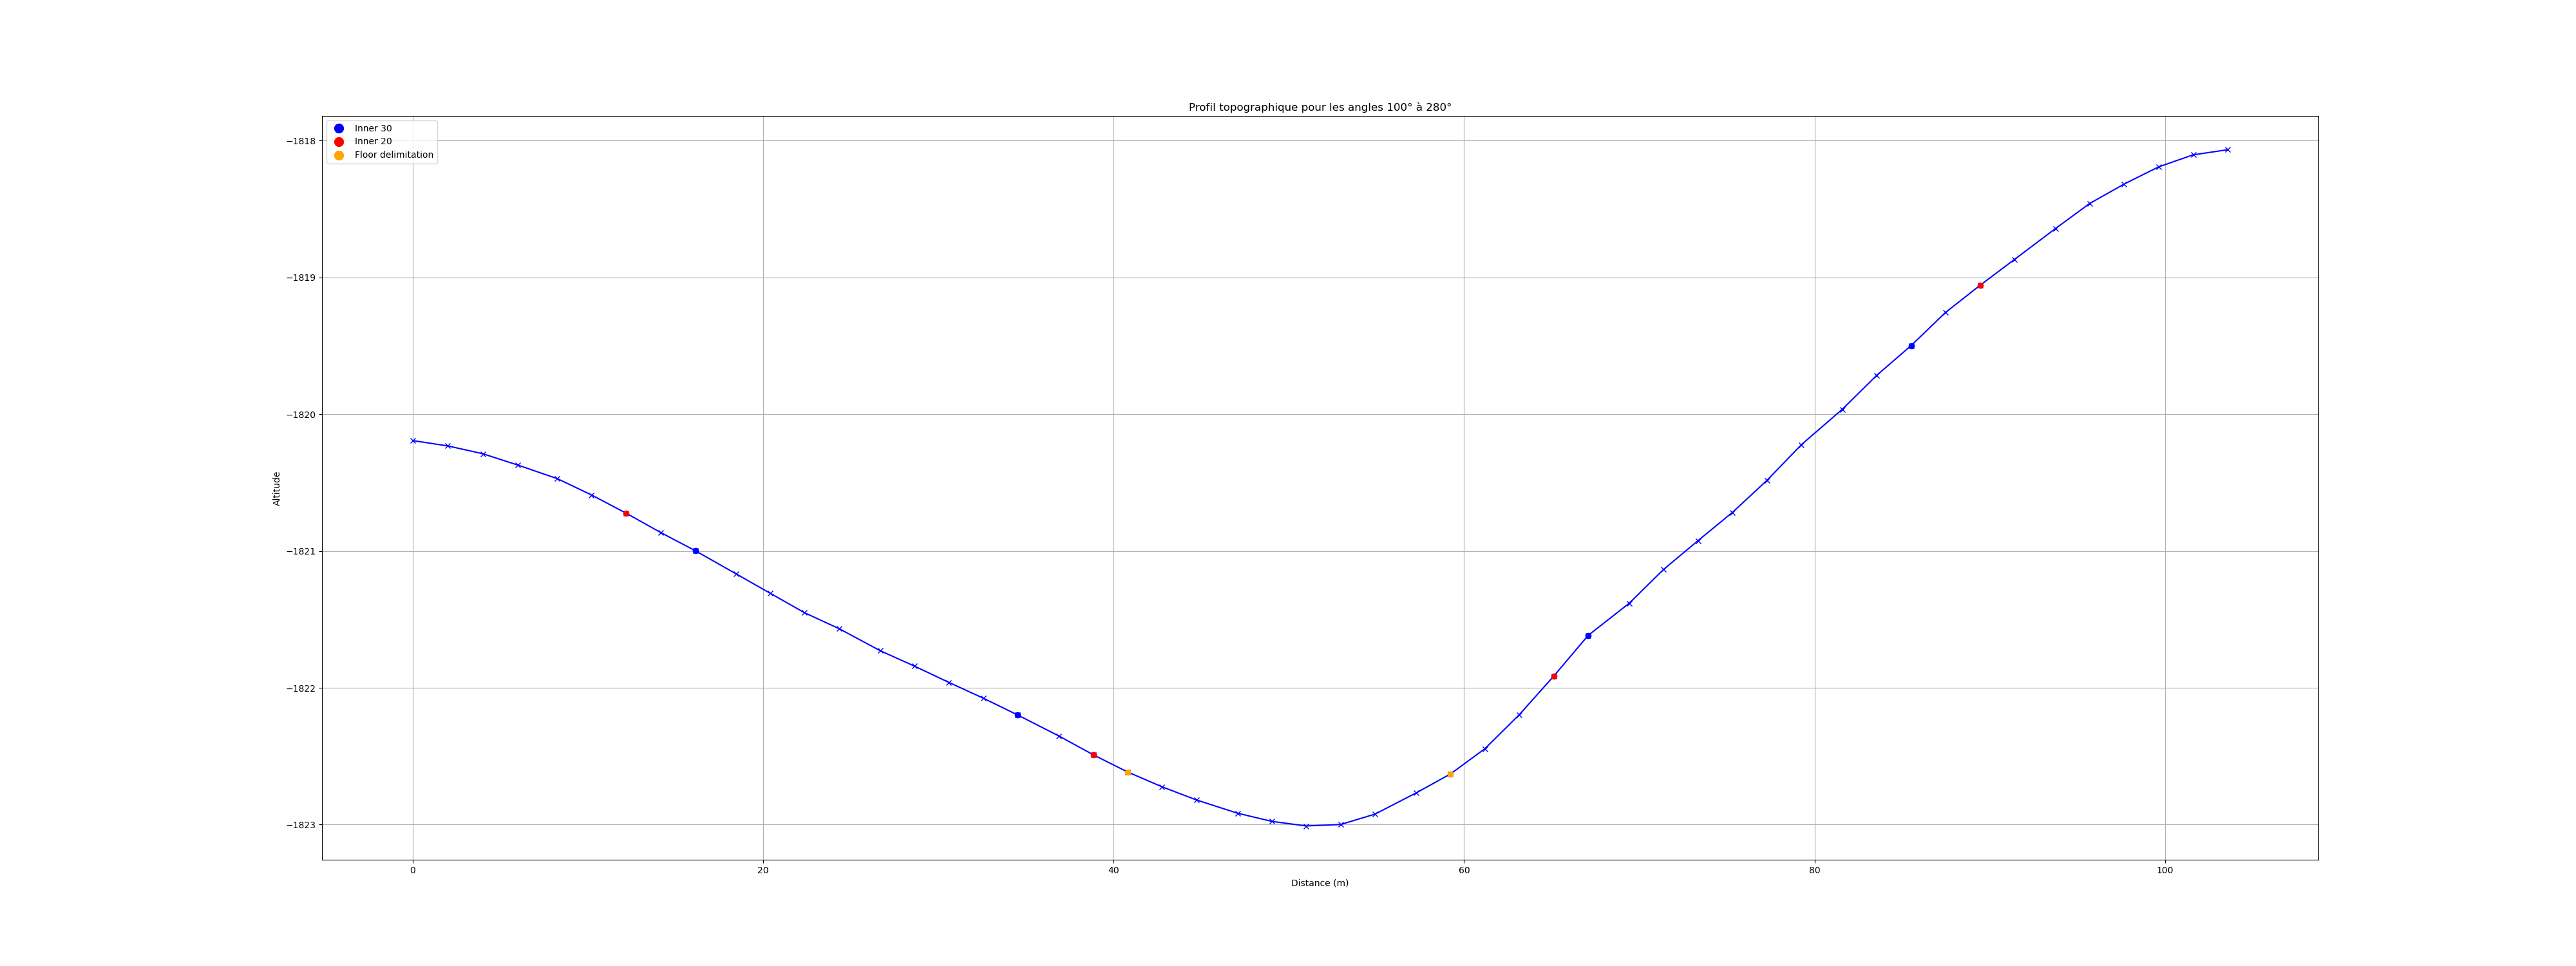 Profil topographique pour les angles 100° à 280°
Inner 30
Inner 20
Floor delimitation
−1818
−1819
−1820
−1821
−1822
−1823
Altitude
0
20
40
60
80
100
Distance (m)